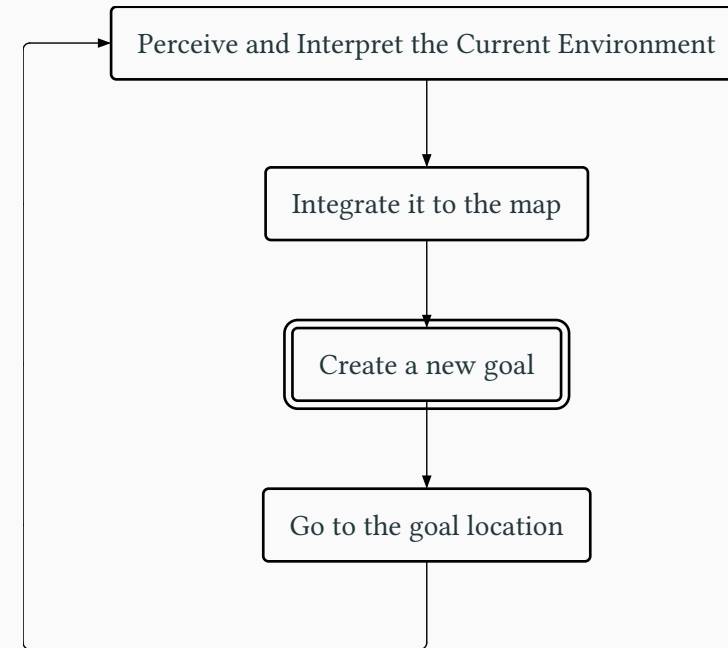 Perceive and Interpret the Current Environment
Integrate it to the map
Create a new goal
Go to the goal location